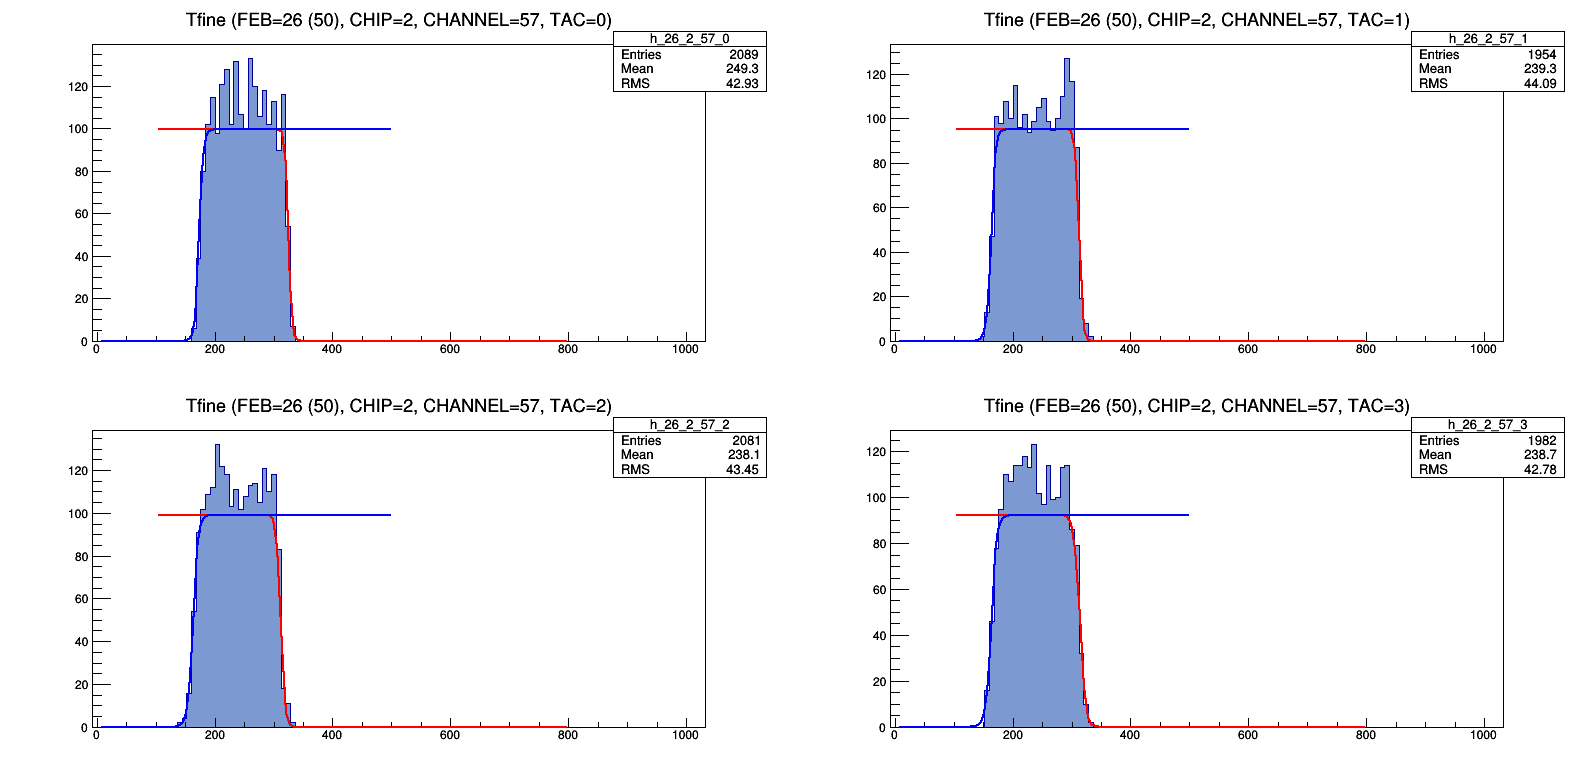 Tfine (FEB=26 (50), CHIP=2, CHANNEL=57, TAC=0)
h_26_2_57_0
Entries 2089
Mean 249.3
RMS 42.93
120
100
80
60
40
20
0
0 200 400 600 800 1000
Tfine (FEB=26 (50), CHIP=2, CHANNEL=57, TAC=1)
h_26_2_57_1
Entries 1954
Mean 239.3
RMS 44.09
120
100
80
60
40
20
0
0 200 400 600 800 1000
Tfine (FEB=26 (50), CHIP=2, CHANNEL=57, TAC=2)
h_26_2_57_2
Entries 2081
Mean 238.1
RMS 43.45
120
100
80
60
40
20
0
0 200 400 600 800 1000
Tfine (FEB=26 (50), CHIP=2, CHANNEL=57, TAC=3)
h_26_2_57_3
Entries 1982
Mean 238.7
RMS 42.78
120
100
80
60
40
20
0
0 200 400 600 800 1000